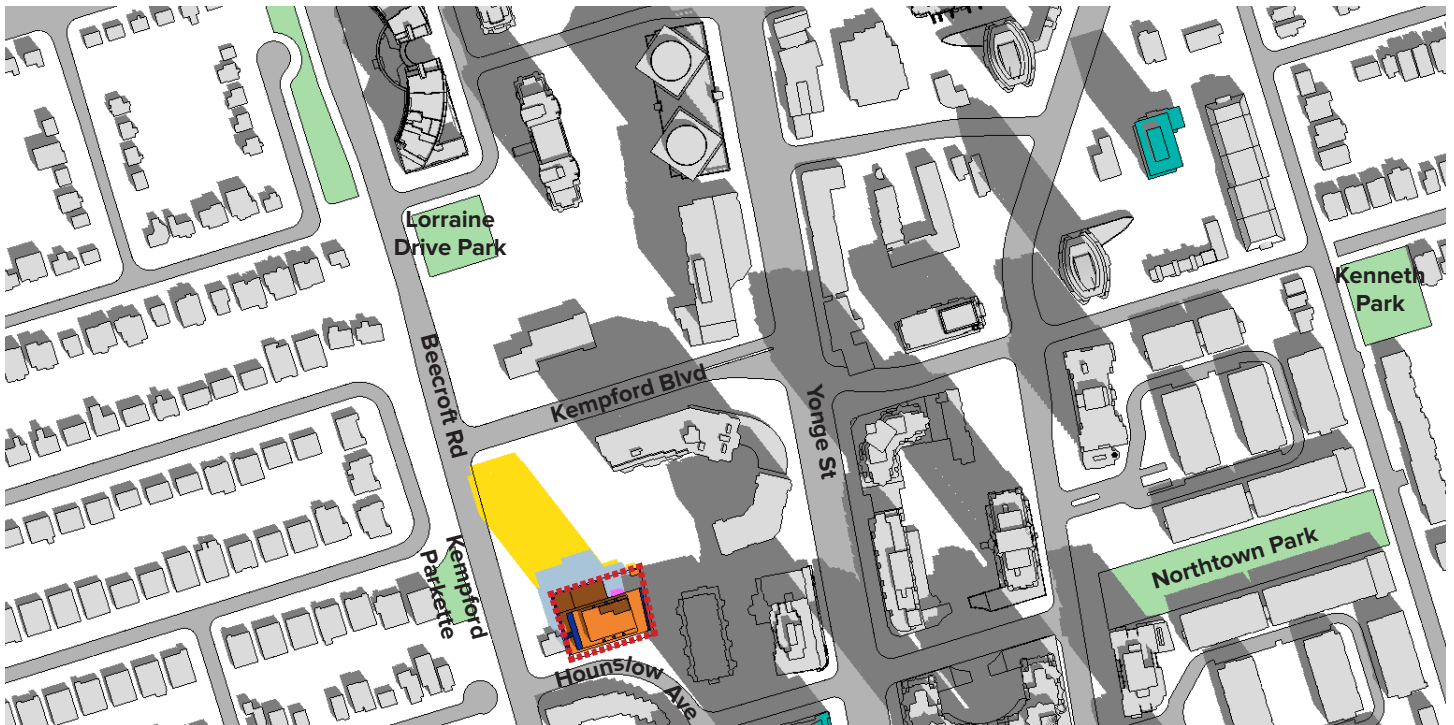 Lorraine
Drive Park
Kenneth
Park
Beecroft Rd
Kempford Blvd
Yonge St
Kempford
Parkette
Northtown Park
Hounslow Ave